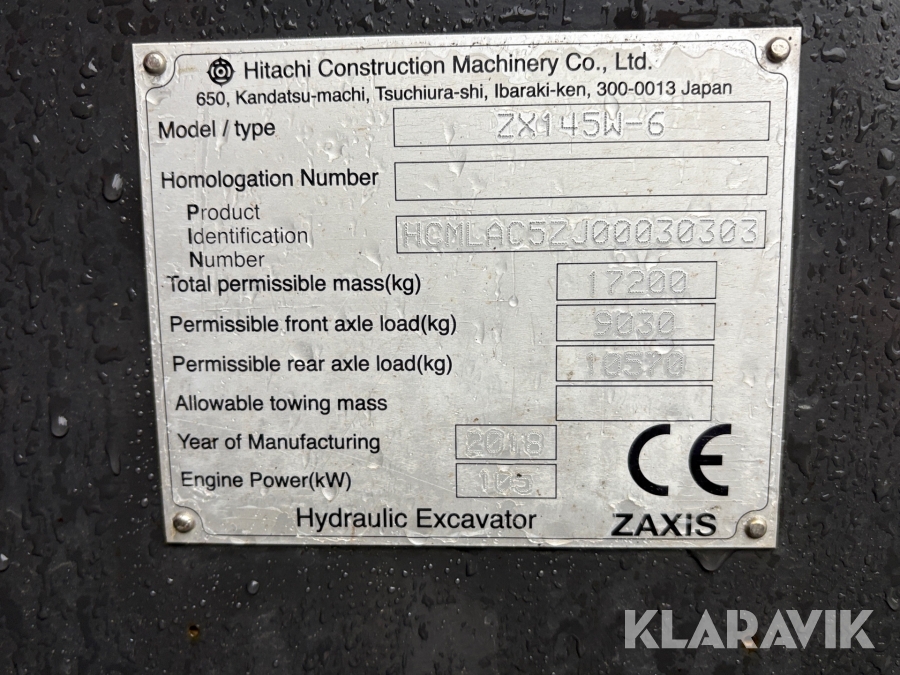 Hitachi Construction Machinery Co., Ltd.
650, Kandatsu-machi, Tsuchiura-shi, Ibaraki-ken, 300-0013 Japan
Model / type ZX145W-6
Homologation Number
Product
Identification HCMLAC5ZJ00030303
Number
Total permissible mass(kg) 17200
Permissible front axle load(kg) 9030
Permissible rear axle load(kg) 10570
Allowable towing mass
Year of Manufacturing 2018
Engine Power(kW) 105
CE
Hydraulic Excavator ZAXiS
KLARAVIK